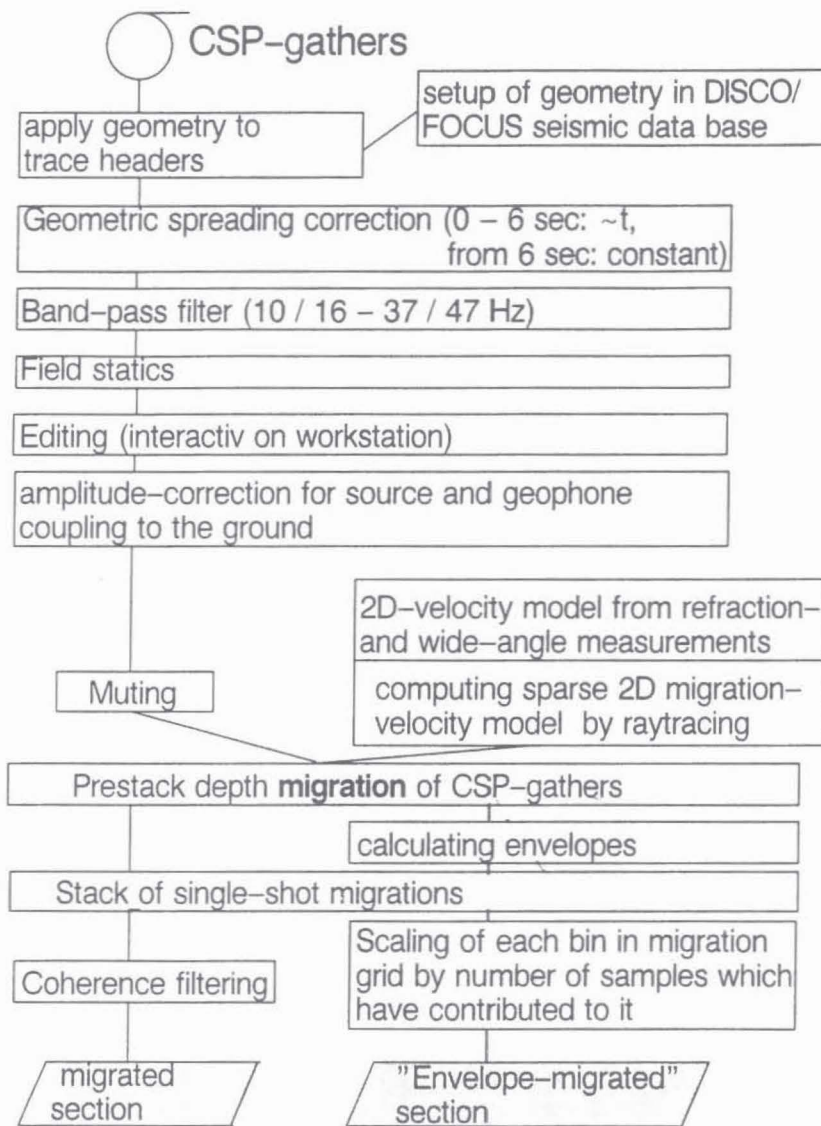 CSP–gathers
setup of geometry in DISCO/
FOCUS seismic data base
apply geometry to
trace headers
Geometric spreading correction (0 – 6 sec: ~t,
from 6 sec: constant)
Band–pass filter (10 / 16 – 37 / 47 Hz)
Field statics
Editing (interactiv on workstation)
amplitude–correction for source and geophone
coupling to the ground
2D–velocity model from refraction–
and wide–angle measurements
Muting
computing sparse 2D migration–
velocity model by raytracing
Prestack depth migration of CSP–gathers
calculating envelopes
Stack of single–shot migrations
Scaling of each bin in migration
grid by number of samples which
have contributed to it
Coherence filtering
migrated
section
"Envelope–migrated"
section